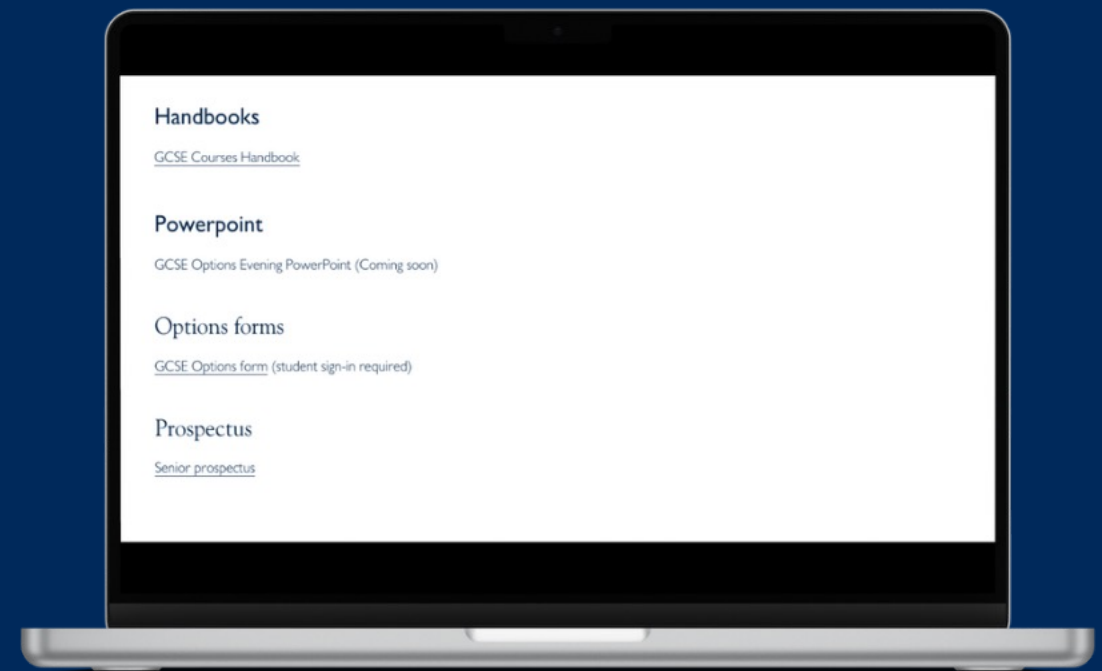 Handbooks
GCSE Courses Handbook
Powerpoint
GCSE Options Evening PowerPoint (Coming soon)
Options forms
GCSE Options form (student sign-in required)
Prospectus
Senior prospectus